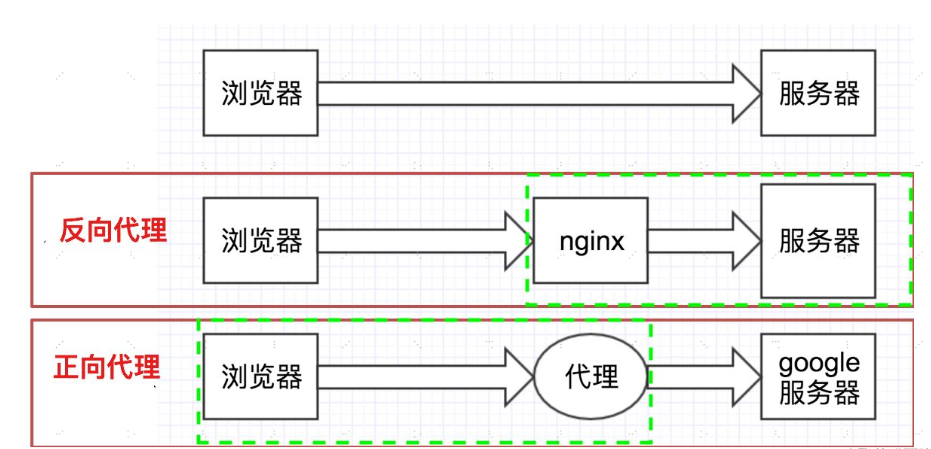 浏览器
服务器
反向代理
浏览器
nginx
服务器
正向代理
浏览器
代理
google
服务器